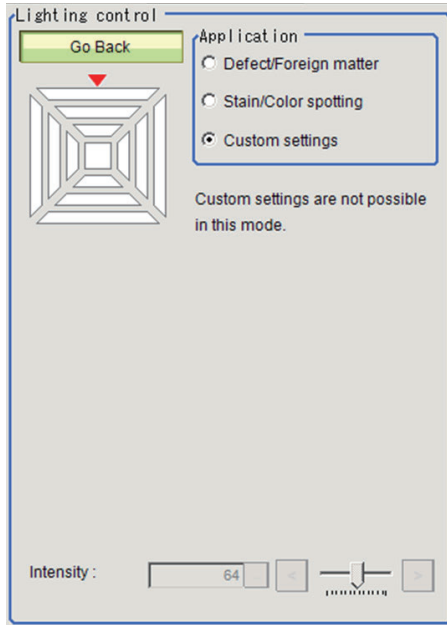 Lighting control
Go Back
Application
Defect/Foreign matter
Stain/Color spotting
Custom settings
Custom settings are not possible
in this mode.
Intensity : 64 < >